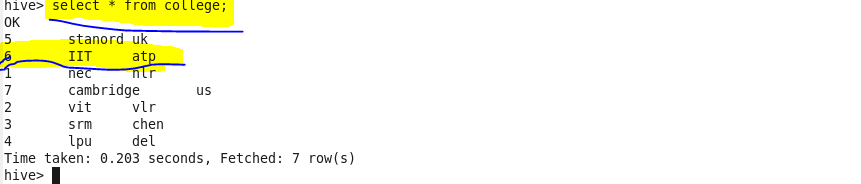 hive> select * from college;
OK
5 stanord uk
6 IIT atp
1 nec nlr
7 cambridge us
2 vit vlr
3 srm chen
4 lpu del
Time taken: 0.203 seconds, Fetched: 7 row(s)
hive>